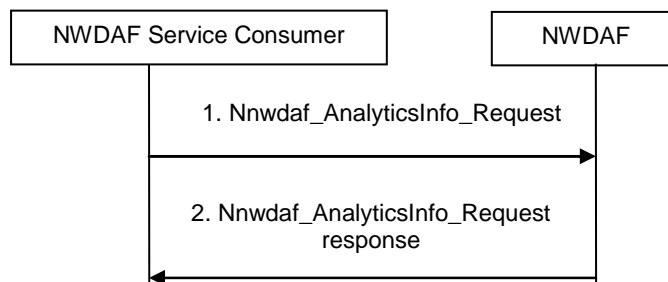 NWDAF Service Consumer
NWDAF
1. Nnwdaf_AnalyticsInfo_Request
2. Nnwdaf_AnalyticsInfo_Request
response